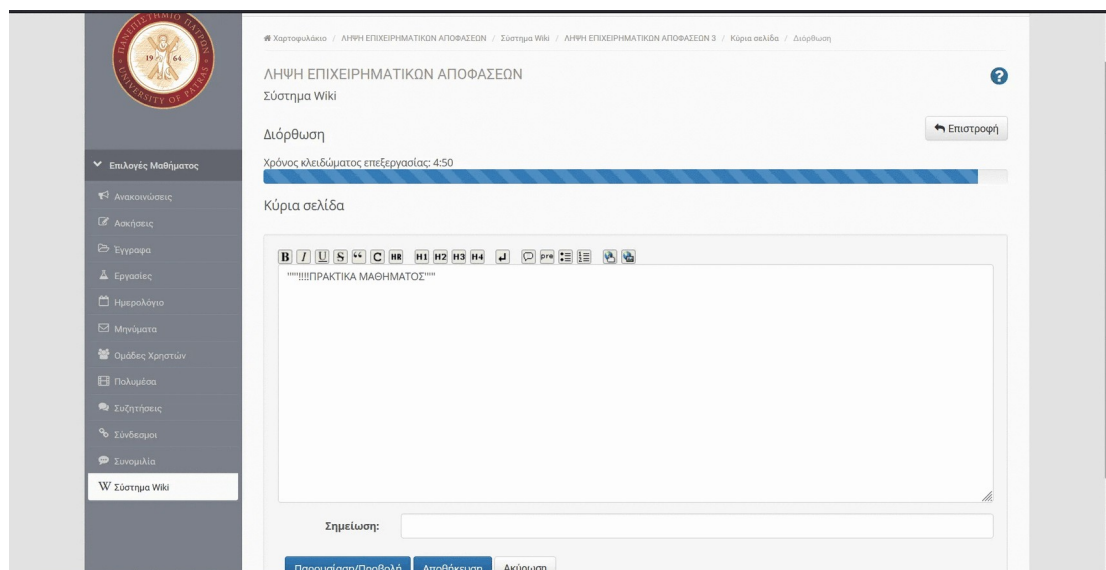 ΠΑΝΕΠΙΣΤΗΜΙΟ ΠΑΤΡΩΝ
19 64
UNIVERSITY OF PATRAS
Χαρτοφυλάκιο / ΛΗΨΗ ΕΠΙΧΕΙΡΗΜΑΤΙΚΩΝ ΑΠΟΦΑΣΕΩΝ / Σύστημα Wiki / ΛΗΨΗ ΕΠΙΧΕΙΡΗΜΑΤΙΚΩΝ ΑΠΟΦΑΣΕΩΝ 3 / Κύρια σελίδα / Διόρθωση
ΛΗΨΗ ΕΠΙΧΕΙΡΗΜΑΤΙΚΩΝ ΑΠΟΦΑΣΕΩΝ
Σύστημα Wiki
Διόρθωση
Επιστροφή
Χρόνος κλειδώματος επεξεργασίας: 4:50
Κύρια σελίδα
B I U S “ C HR H1 H2 H3 H4 pre
'''''!!!!ΠΡΑΚΤΙΚΑ ΜΑΘΗΜΑΤΟΣ'''''
Σημείωση:
Παρουσίαση/Προβολή Αποθήκευση Ακύρωση
Επιλογές Μαθήματος
Ανακοινώσεις
Ασκήσεις
Έγγραφα
Εργασίες
Ημερολόγιο
Μηνύματα
Ομάδες Χρηστών
Πολυμέσα
Συζητήσεις
Σύνδεσμοι
Συνομιλία
W Σύστημα Wiki